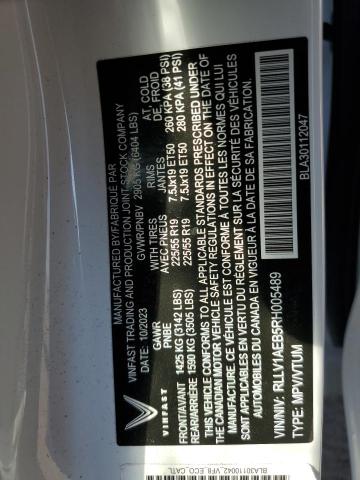 VINFAST
MANUFACTURED BY/FABRIQUÉ PAR
VINFAST TRADING AND PRODUCTION JOINT STOCK COMPANY
10/2023 GVWR/PNBV 2905 KG (6404 LBS)
GAWR WITH TIRES RIMS AT, COLD
PNBE AVEC PNEUS JANTES À, DE FROID
FRONT/AVANT 1425 KG (3142 LBS) 225/55 R19 7.5Jx19 ET50 260 KPA (38 PSI)
REAR/ARRIÈRE 1590 KG (3505 LBS) 225/55 R19 7.5Jx19 ET50 280 KPA (41 PSI)
THIS VEHICLE CONFORMS TO ALL APPLICABLE STANDARDS PRESCRIBED UNDER
THE CANADIAN MOTOR VEHICLE SAFETY REGULATIONS IN EFFECT ON THE DATE OF
MANUFACTURE. CE VÉHICULE EST CONFORME À TOUTES LES NORMES QUI LUI SONT
APPLICABLES EN VERTU DU RÈGLEMENT SUR LA SÉCURITÉ DES VÉHICULES
AUTOMOBILES DU CANADA EN VIGUEUR À LA DATE DE SA FABRICATION.
VIN/NIV: RLLV1AEB5RH005489
TYPE: MPV/VTUM BLA30112047
BLA30110042_VF8_ECO_CATL